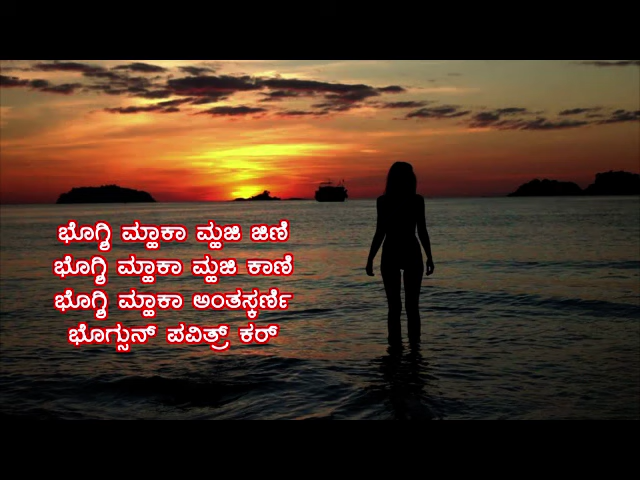 ಭೊಗ್ಶಿ ಮ್ಹಾಕಾ ಮ್ಹಜಿ ಜಿಣಿ
ಭೊಗ್ಶಿ ಮ್ಹಾಕಾ ಮ್ಹಜಿ ಕಾಣಿ
ಭೊಗ್ಶಿ ಮ್ಹಾಕಾ ಅಂತಸ್ಕರ್ಣಿ
ಭೊಗ್ಸುನ್ ಪವಿತ್ರ್ ಕರ್